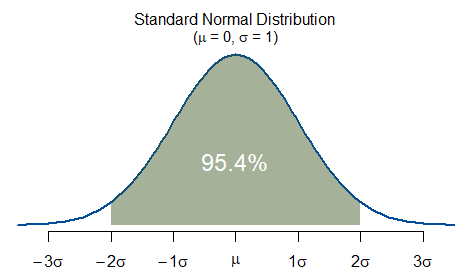 Standard Normal Distribution
(μ = 0, σ = 1)
95.4%
−3σ −2σ −1σ μ 1σ 2σ 3σ